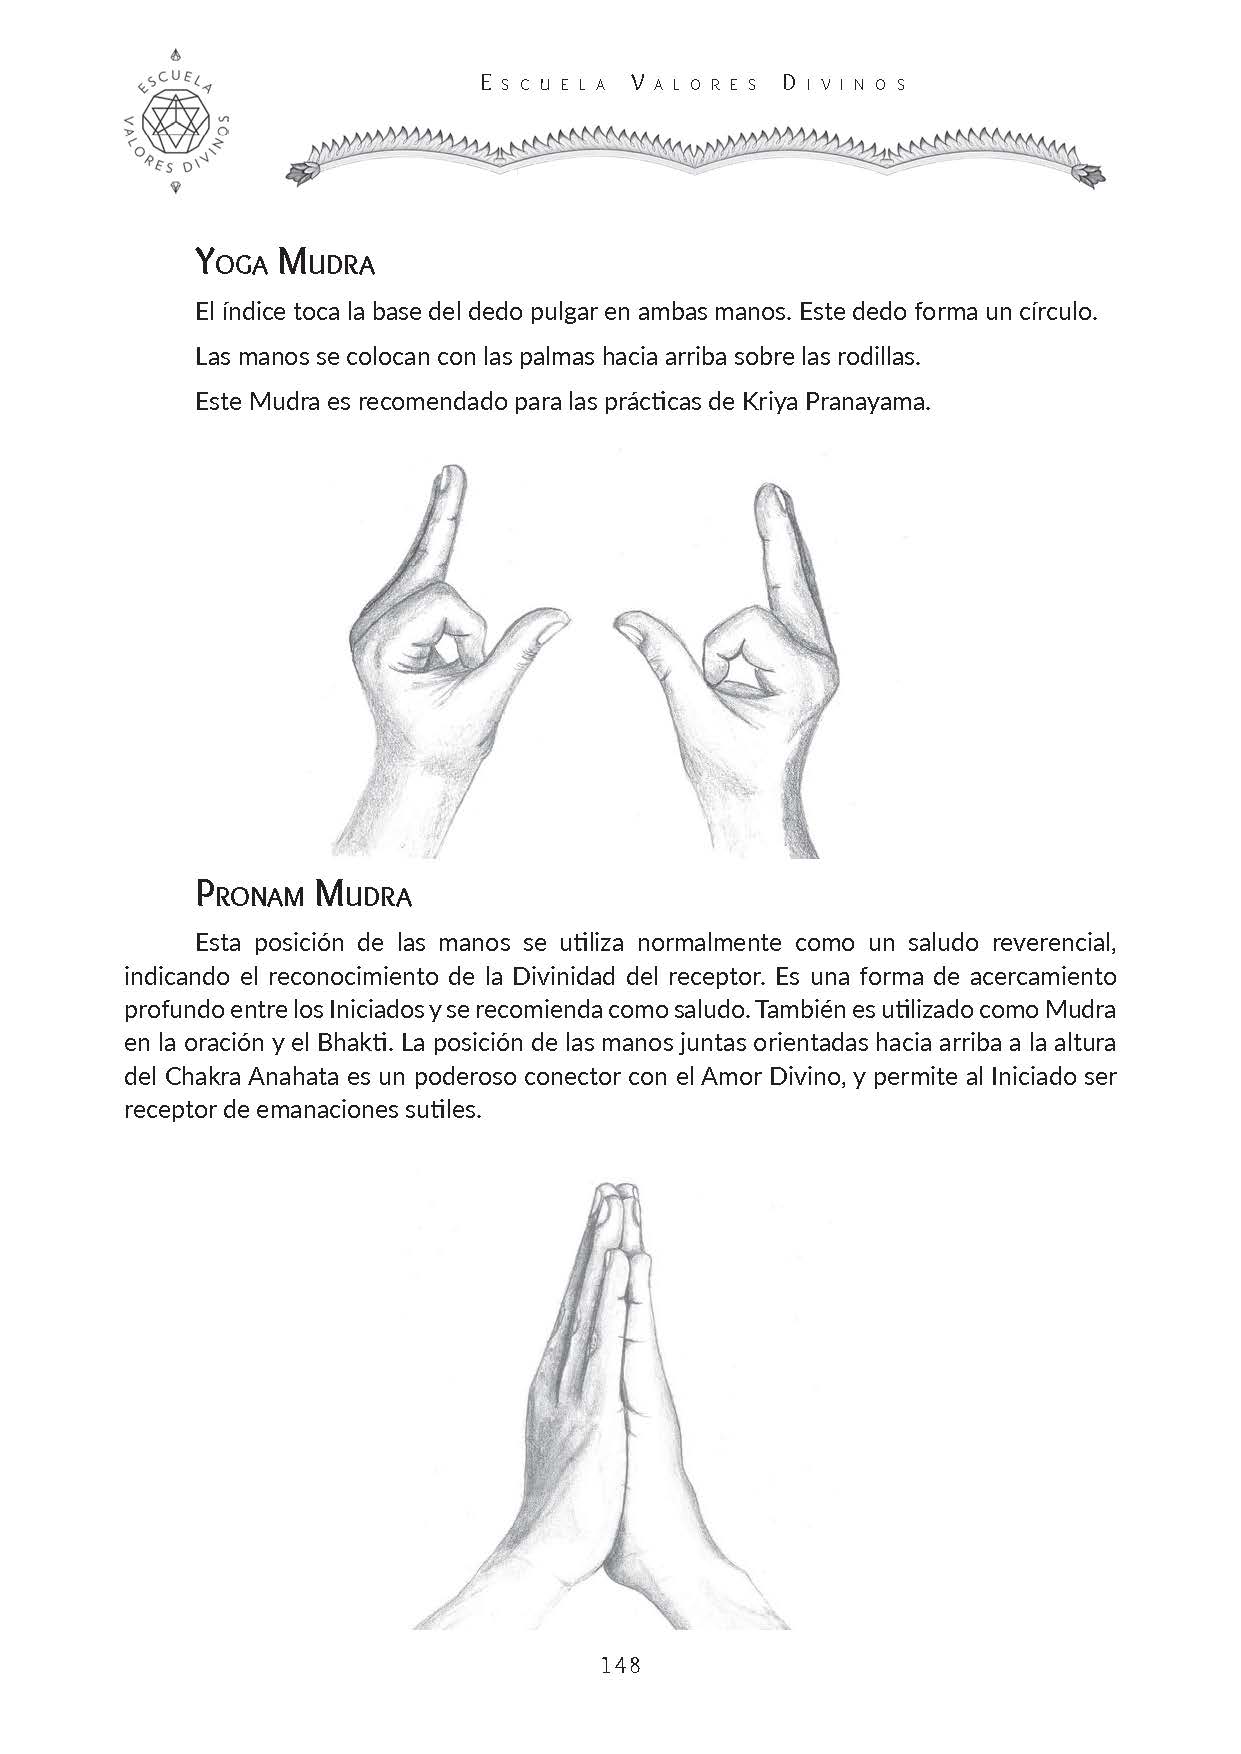 ESCUELA
VALORES DIVINOS
Escuela Valores Divinos
Yoga Mudra
El índice toca la base del dedo pulgar en ambas manos. Este dedo forma un círculo.
Las manos se colocan con las palmas hacia arriba sobre las rodillas.
Este Mudra es recomendado para las prácticas de Kriya Pranayama.
Pronam Mudra
Esta posición de las manos se utiliza normalmente como un saludo reverencial,
indicando el reconocimiento de la Divinidad del receptor. Es una forma de acercamiento
profundo entre los Iniciados y se recomienda como saludo. También es utilizado como Mudra
en la oración y el Bhakti. La posición de las manos juntas orientadas hacia arriba a la altura
del Chakra Anahata es un poderoso conector con el Amor Divino, y permite al Iniciado ser
receptor de emanaciones sutiles.
148